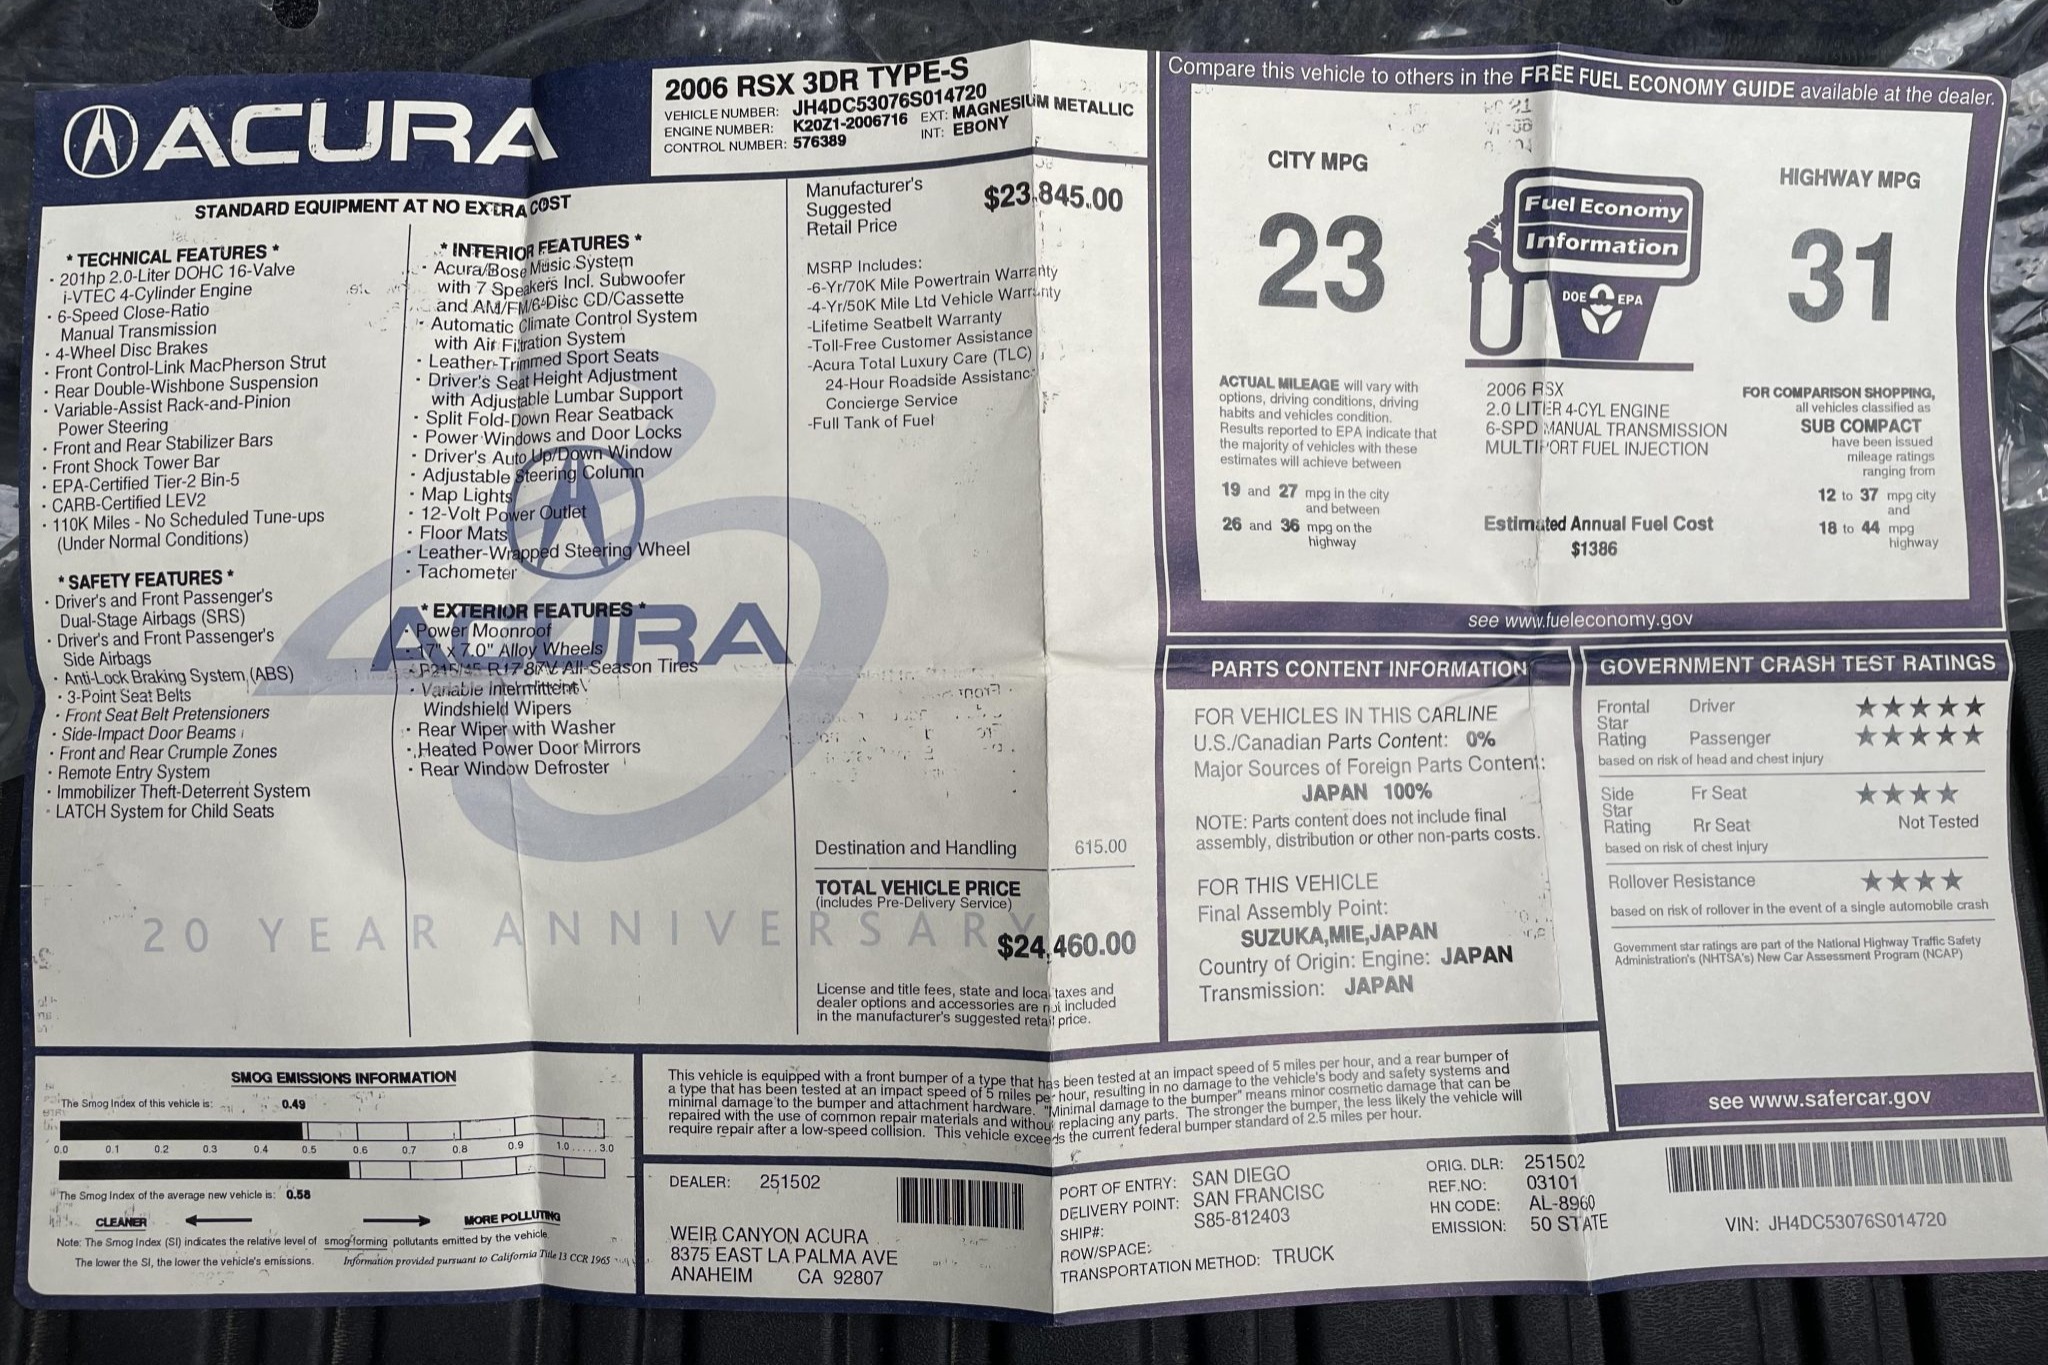 ACURA
2006 RSX 3DR TYPE-S
VEHICLE NUMBER: JH4DC53076S014720
ENGINE NUMBER: K20Z1-2006716 EXT: MAGNESIUM METALLIC
CONTROL NUMBER: 576389 INT: EBONY
STANDARD EQUIPMENT AT NO EXTRA COST
* TECHNICAL FEATURES *
· 201hp 2.0-Liter DOHC 16-Valve
i-VTEC 4-Cylinder Engine
· 6-Speed Close-Ratio
Manual Transmission
· 4-Wheel Disc Brakes
· Front Control-Link MacPherson Strut
· Rear Double-Wishbone Suspension
· Variable-Assist Rack-and-Pinion
Power Steering
· Front and Rear Stabilizer Bars
· Front Shock Tower Bar
· EPA-Certified Tier-2 Bin-5
· CARB-Certified LEV2
· 110K Miles - No Scheduled Tune-ups
(Under Normal Conditions)
* SAFETY FEATURES *
· Driver's and Front Passenger's
Dual-Stage Airbags (SRS)
· Driver's and Front Passenger's
Side Airbags
· Anti-Lock Braking System (ABS)
· 3-Point Seat Belts
· Front Seat Belt Pretensioners
· Side-Impact Door Beams
· Front and Rear Crumple Zones
· Remote Entry System
· Immobilizer Theft-Deterrent System
· LATCH System for Child Seats
* INTERIOR FEATURES *
· Acura/Bose Music System
with 7 Speakers Incl. Subwoofer
and AM/FM/6-Disc CD/Cassette
· Automatic Climate Control System
with Air Filtration System
· Leather-Trimmed Sport Seats
· Driver's Seat Height Adjustment
with Adjustable Lumbar Support
· Split Fold-Down Rear Seatback
· Power Windows and Door Locks
· Driver's Auto Up/Down Window
· Adjustable Steering Column
· Map Lights
· 12-Volt Power Outlet
· Floor Mats
· Leather-Wrapped Steering Wheel
· Tachometer
* EXTERIOR FEATURES *
· Power Moonroof
· 17" x 7.0" Alloy Wheels
· P215/45 R17 87V All-Season Tires
· Variable Intermittent
Windshield Wipers
· Rear Wiper with Washer
· Heated Power Door Mirrors
· Rear Window Defroster
ACURA
20 YEAR ANNIVERSARY
Manufacturer's
Suggested
Retail Price
$23,845.00
MSRP Includes:
-6-Yr/70K Mile Powertrain Warranty
-4-Yr/50K Mile Ltd Vehicle Warranty
-Lifetime Seatbelt Warranty
-Toll-Free Customer Assistance
-Acura Total Luxury Care (TLC)
24-Hour Roadside Assistanc
Concierge Service
-Full Tank of Fuel
Destination and Handling 615.00
TOTAL VEHICLE PRICE
(includes Pre-Delivery Service)
$24,460.00
License and title fees, state and local taxes and
dealer options and accessories are not included
in the manufacturer's suggested retail price.
Compare this vehicle to others in the FREE FUEL ECONOMY GUIDE available at the dealer.
CITY MPG
23
Fuel Economy
Information
DOE EPA
HIGHWAY MPG
31
ACTUAL MILEAGE will vary with
options, driving conditions, driving
habits and vehicles condition.
Results reported to EPA indicate that
the majority of vehicles with these
estimates will achieve between
19 and 27 mpg in the city
and between
26 and 36 mpg on the
highway
2006 RSX
2.0 LITER 4-CYL ENGINE
6-SPD MANUAL TRANSMISSION
MULTIPORT FUEL INJECTION
Estimated Annual Fuel Cost
$1386
FOR COMPARISON SHOPPING,
all vehicles classified as
SUB COMPACT
have been issued
mileage ratings
ranging from
12 to 37 mpg city
and
18 to 44 mpg
highway
see www.fueleconomy.gov
PARTS CONTENT INFORMATION
FOR VEHICLES IN THIS CARLINE
U.S./Canadian Parts Content: 0%
Major Sources of Foreign Parts Content:
JAPAN 100%
NOTE: Parts content does not include final
assembly, distribution or other non-parts costs.
FOR THIS VEHICLE
Final Assembly Point:
SUZUKA,MIE,JAPAN
Country of Origin: Engine: JAPAN
Transmission: JAPAN
GOVERNMENT CRASH TEST RATINGS
Frontal Driver ★★★★★
Star
Rating Passenger ★★★★★
based on risk of head and chest injury
Side Fr Seat ★★★★
Star
Rating Rr Seat Not Tested
based on risk of chest injury
Rollover Resistance ★★★★
based on risk of rollover in the event of a single automobile crash
Government star ratings are part of the National Highway Traffic Safety
Administration's (NHTSA's) New Car Assessment Program (NCAP)
see www.safercar.gov
SMOG EMISSIONS INFORMATION
The Smog Index of this vehicle is: 0.49
0.0 0.1 0.2 0.3 0.4 0.5 0.6 0.7 0.8 0.9 1.0.....3.0
The Smog Index of the average new vehicle is: 0.58
CLEANER MORE POLLUTING
Note: The Smog Index (SI) indicates the relative level of smog forming pollutants emitted by the vehicle.
The lower the SI, the lower the vehicle's emissions. Information provided pursuant to California Title 13 CCR 1965
This vehicle is equipped with a front bumper of a type that has been tested at an impact speed of 5 miles per hour, and a rear bumper of
a type that has been tested at an impact speed of 5 miles per hour, resulting in no damage to the vehicle's body and safety systems and
minimal damage to the bumper and attachment hardware. "Minimal damage to the bumper" means minor cosmetic damage that can be
repaired with the use of common repair materials and without replacing any parts. The stronger the bumper, the less likely the vehicle will
require repair after a low-speed collision. This vehicle exceeds the current federal bumper standard of 2.5 miles per hour.
DEALER: 251502
WEIR CANYON ACURA
8375 EAST LA PALMA AVE
ANAHEIM CA 92807
PORT OF ENTRY: SAN DIEGO
DELIVERY POINT: SAN FRANCISC
SHIP#: S85-812403
ROW/SPACE:
TRANSPORTATION METHOD: TRUCK
ORIG. DLR: 251502
REF.NO: 03101
HN CODE: AL-8960
EMISSION: 50 STATE
VIN: JH4DC53076S014720